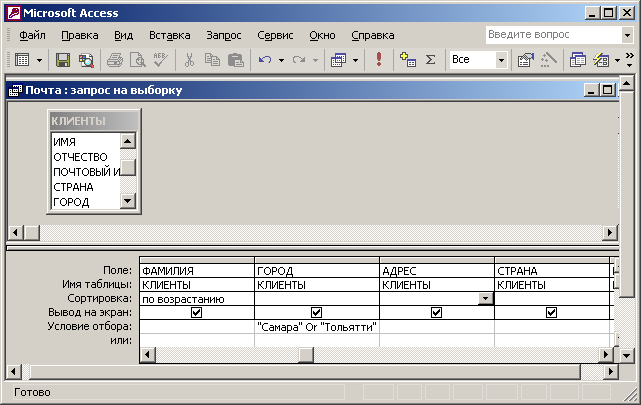 Microsoft Access
Файл Правка Вид Вставка Запрос Сервис Окно Справка Введите вопрос
Все
Почта : запрос на выборку
КЛИЕНТЫ
ИМЯ
ОТЧЕСТВО
ПОЧТОВЫЙ И
СТРАНА
ГОРОД
Поле: ФАМИЛИЯ ГОРОД АДРЕС СТРАНА
Имя таблицы: КЛИЕНТЫ КЛИЕНТЫ КЛИЕНТЫ КЛИЕНТЫ
Сортировка: по возрастанию
Вывод на экран:
Условие отбора: "Самара" Or "Тольятти"
или:
Готово